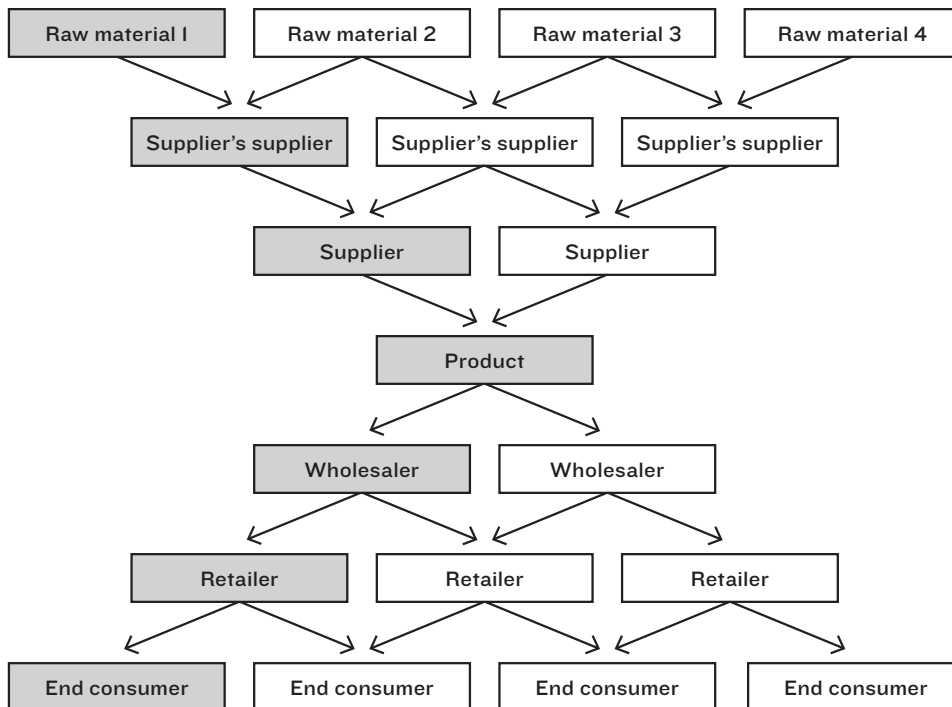 Raw material 1
Raw material 2
Raw material 3
Raw material 4
Supplier’s supplier
Supplier’s supplier
Supplier’s supplier
Supplier
Supplier
Product
Wholesaler
Wholesaler
Retailer
Retailer
Retailer
End consumer
End consumer
End consumer
End consumer